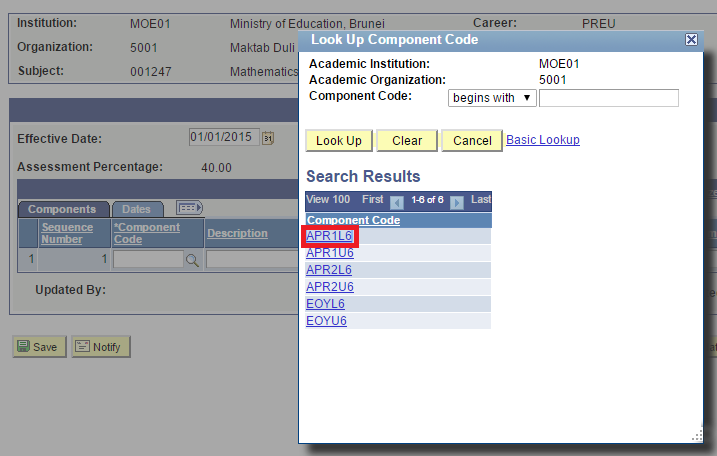 Institution: MOE01 Ministry of Education, Brunei Career: PREU
Organization: 5001 Maktab Duli
Subject: 001247 Mathematics
Effective Date: 01/01/2015 31
Assessment Percentage: 40.00
Components Dates
Sequence Number *Component Code Description
1 1
Updated By:
Save Notify
Look Up Component Code
Academic Institution: MOE01
Academic Organization: 5001
Component Code: begins with
Look Up Clear Cancel Basic Lookup
Search Results
View 100 First 1-6 of 6 Last
Component Code
APR1L6
APR1U6
APR2L6
APR2U6
EOYL6
EOYU6